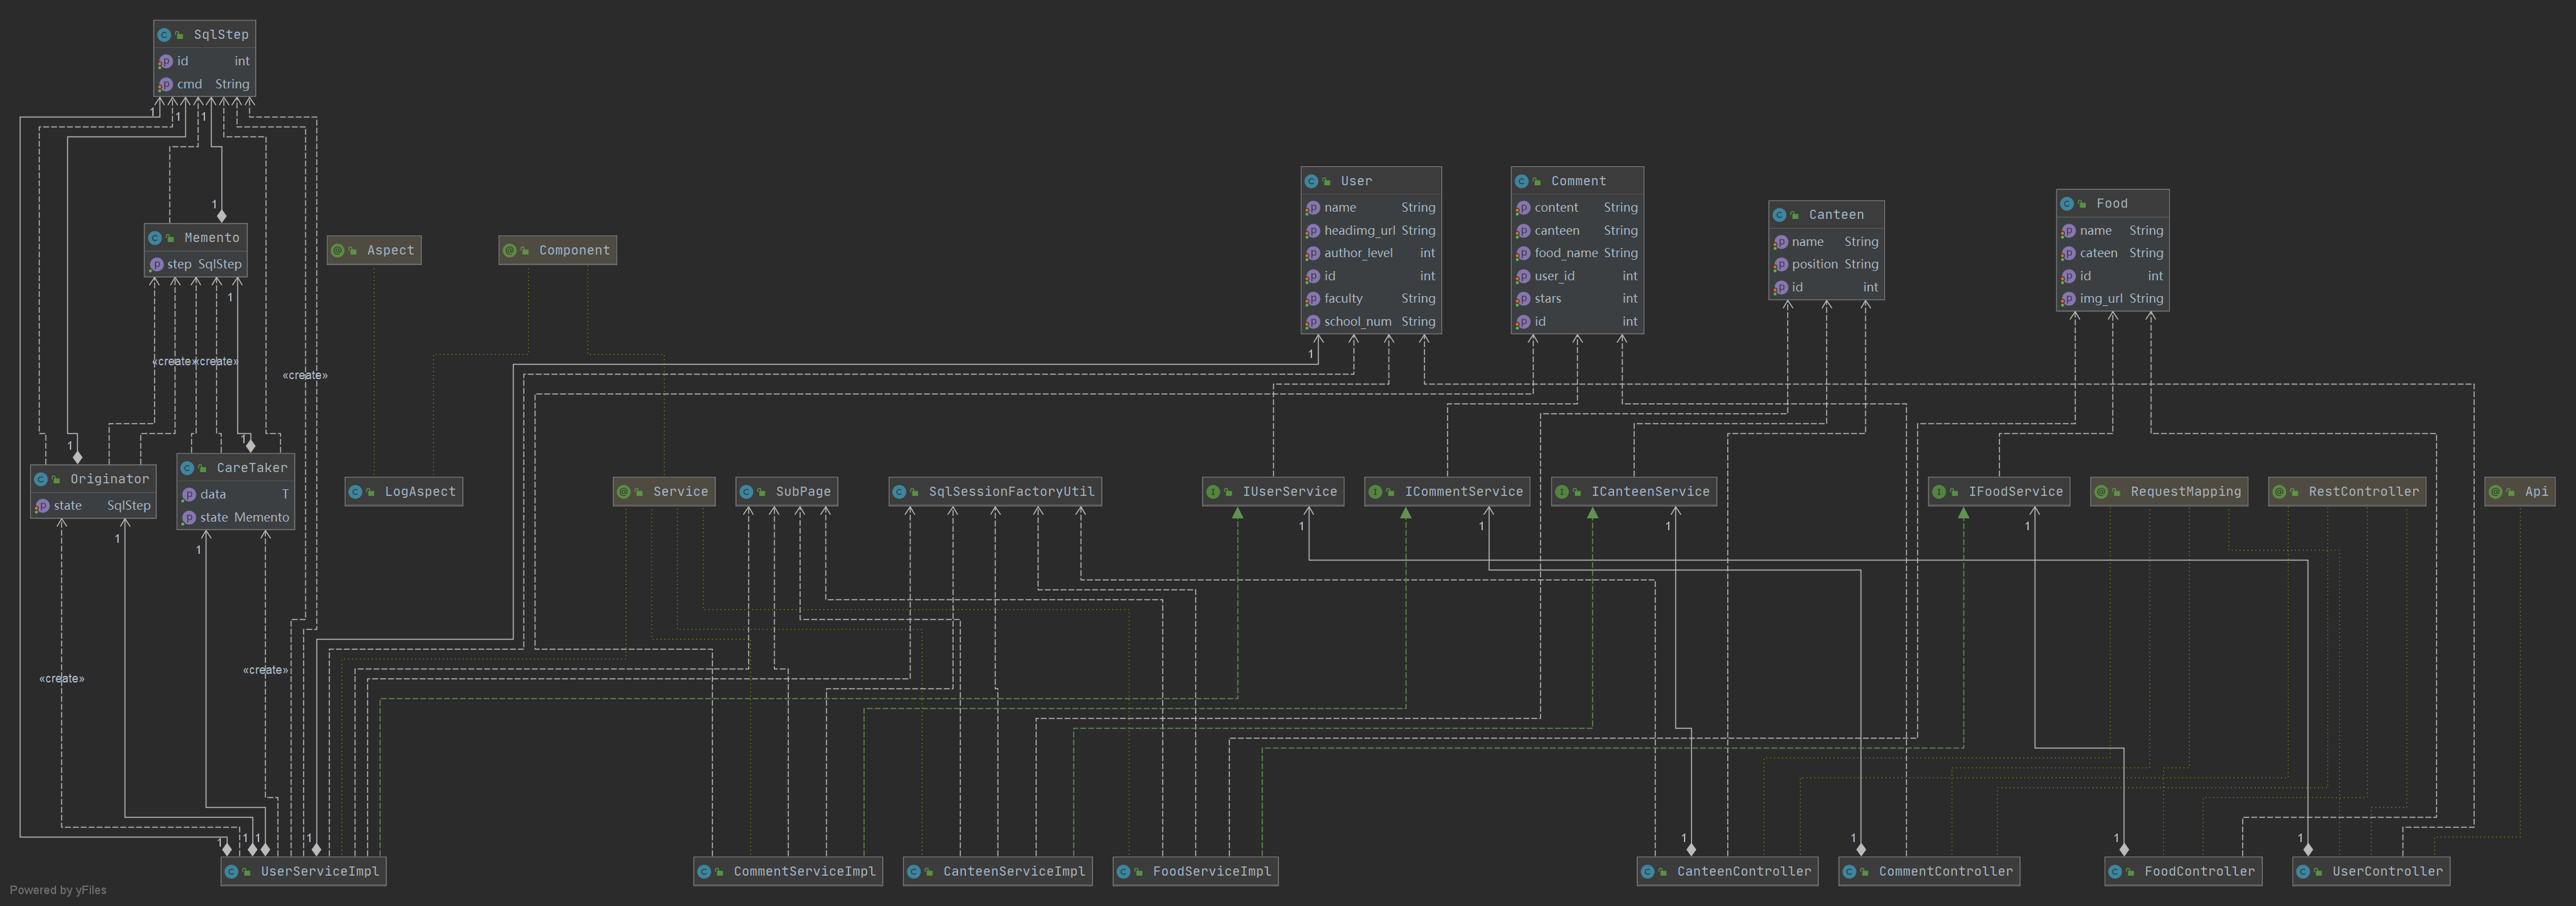 SqlStep
id int
cmd String
1 1 1
1
Memento
step SqlStep
1
Aspect
Component
User
name String
headimg_url String
author_level int
id int
faculty String
school_num String
Comment
content String
canteen String
food_name String
user_id int
stars int
id int
Canteen
name String
position String
id int
Food
name String
cateen String
id int
img_url String
«create» «create»
«create»
1
1
1
Originator
state SqlStep
CareTaker
data T
state Memento
LogAspect
Service
SubPage
SqlSessionFactoryUtil
IUserService
ICommentService
ICanteenService
IFoodService
RequestMapping
RestController
Api
1
1
1
1
1
1
«create»
«create»
1
1
1
1
1
1
1
1
UserServiceImpl
CommentServiceImpl
CanteenServiceImpl
FoodServiceImpl
CanteenController
CommentController
FoodController
UserController
Powered by yFiles